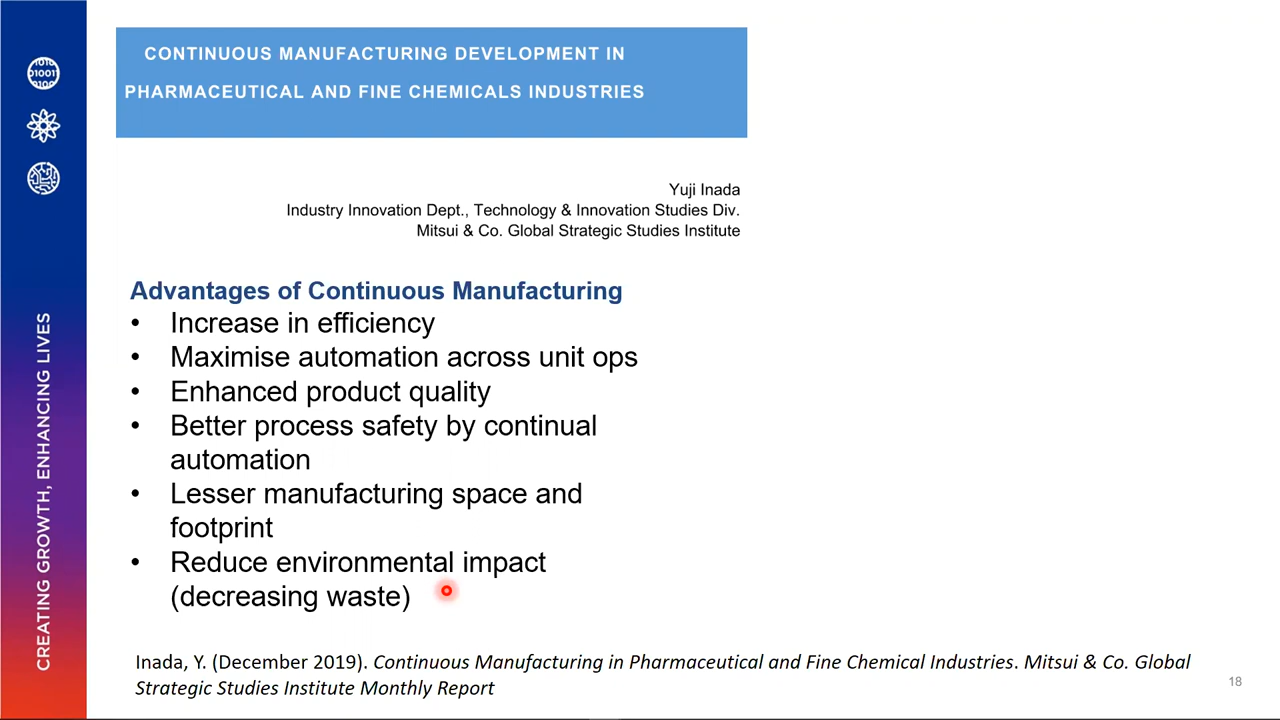 CONTINUOUS MANUFACTURING DEVELOPMENT IN
PHARMACEUTICAL AND FINE CHEMICALS INDUSTRIES
Yuji Inada
Industry Innovation Dept., Technology & Innovation Studies Div.
Mitsui & Co. Global Strategic Studies Institute
Advantages of Continuous Manufacturing
• Increase in efficiency
• Maximise automation across unit ops
• Enhanced product quality
• Better process safety by continual
automation
• Lesser manufacturing space and
footprint
• Reduce environmental impact
(decreasing waste)
Inada, Y. (December 2019). Continuous Manufacturing in Pharmaceutical and Fine Chemical Industries. Mitsui & Co. Global
Strategic Studies Institute Monthly Report
18
CREATING GROWTH, ENHANCING LIVES